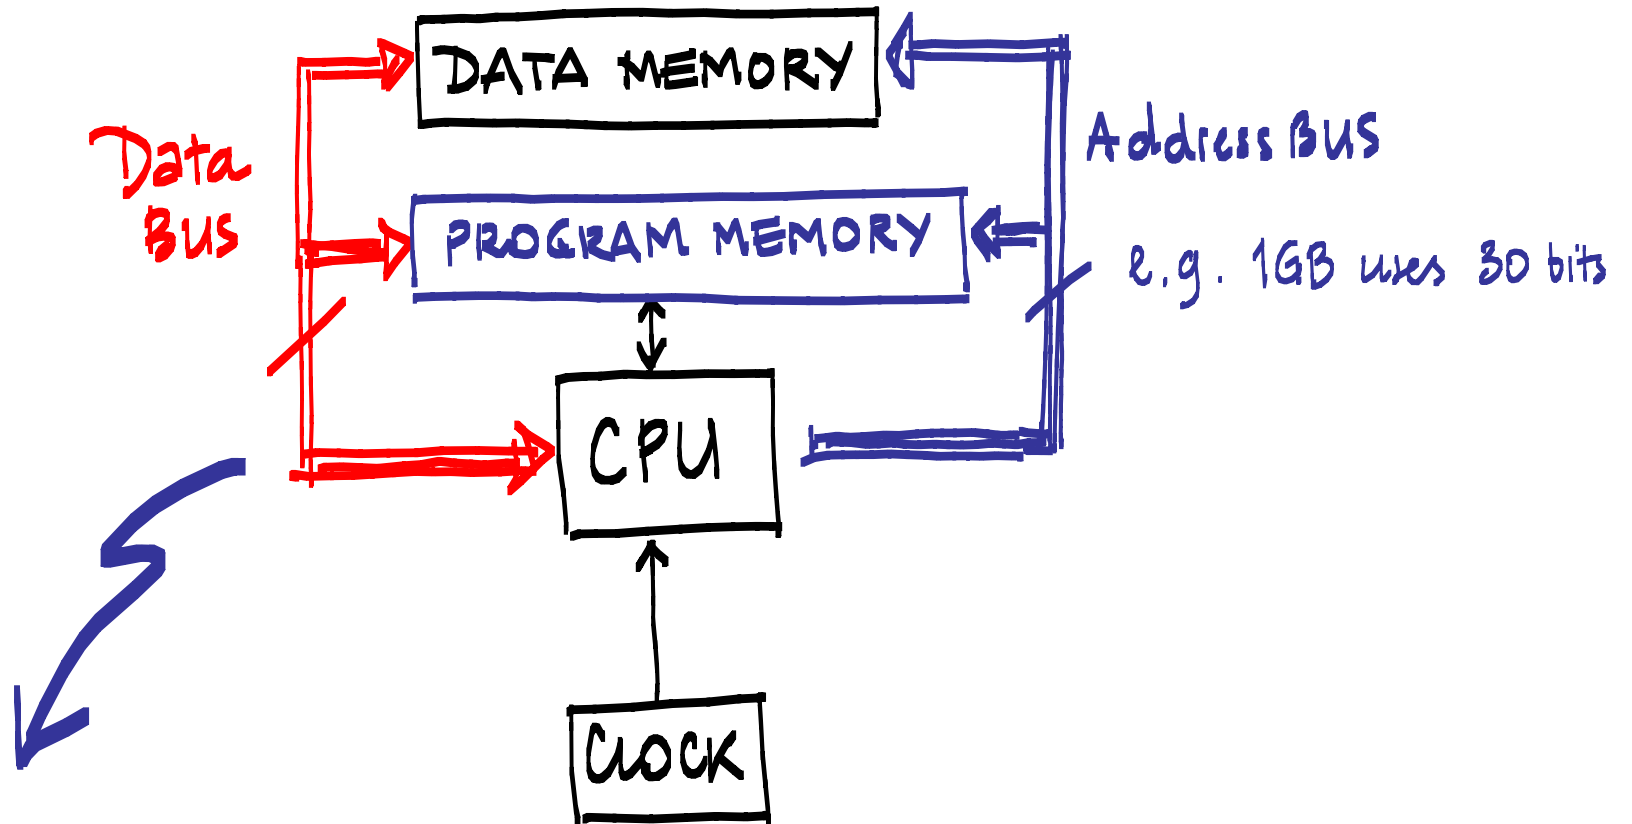 DATA MEMORY
Data
BUS
Address BUS
PROGRAM MEMORY
e.g. 1GB uses 30 bits
CPU
Clock